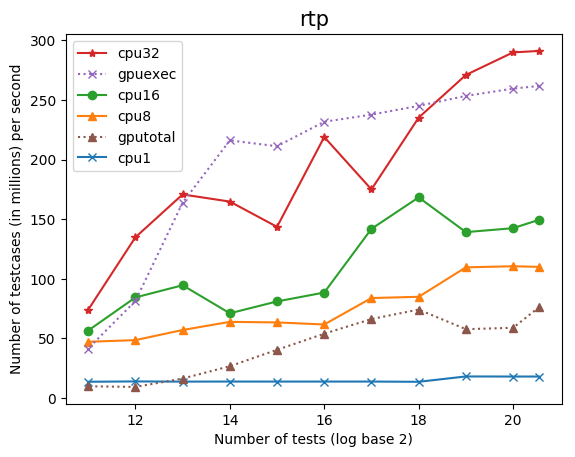 rtp
Number of testcases (in millions) per second
300
250
200
150
100
50
0
cpu32
gpuexec
cpu16
cpu8
gputotal
cpu1
12 14 16 18 20
Number of tests (log base 2)